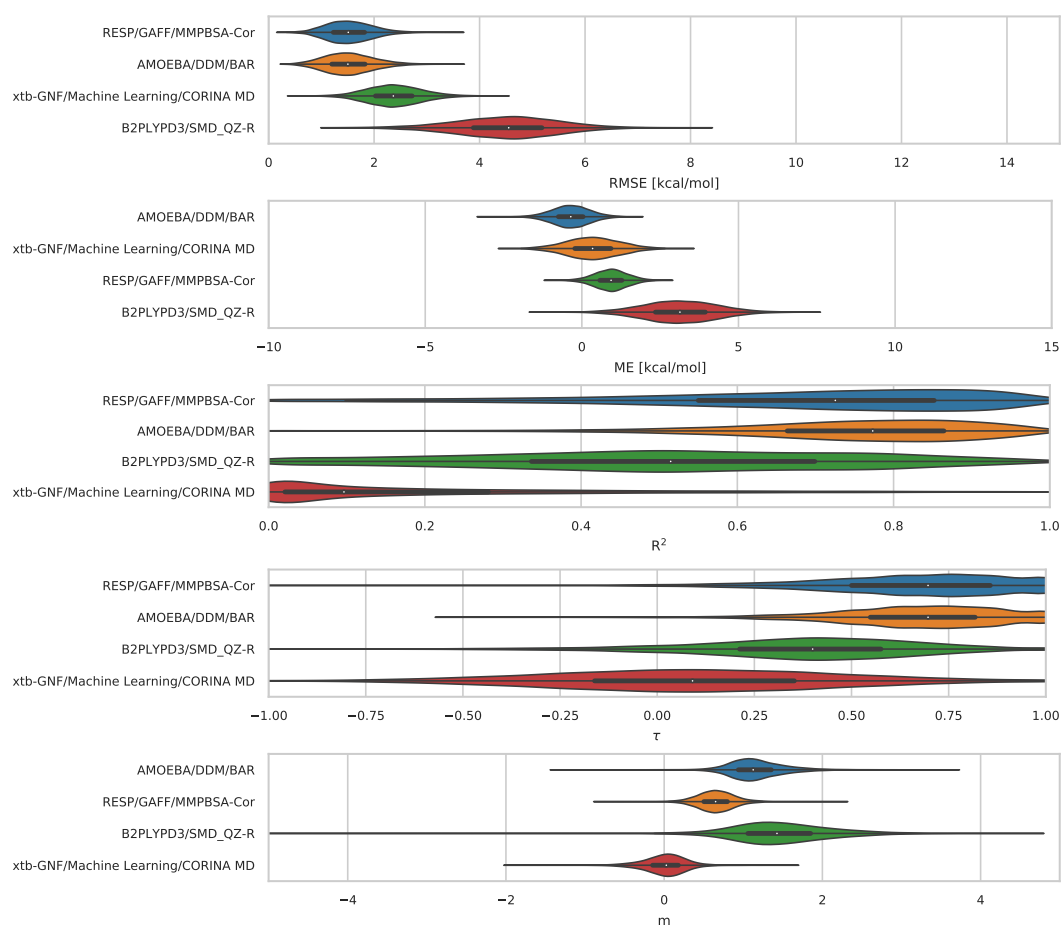 RESP/GAFF/MMPBSA-Cor
AMOEBA/DDM/BAR
xtb-GNF/Machine Learning/CORINA MD
B2PLYPD3/SMD_QZ-R
0 2 4 6 8 10 12 14
RMSE [kcal/mol]
AMOEBA/DDM/BAR
xtb-GNF/Machine Learning/CORINA MD
RESP/GAFF/MMPBSA-Cor
B2PLYPD3/SMD_QZ-R
−10 −5 0 5 10 15
ME [kcal/mol]
RESP/GAFF/MMPBSA-Cor
AMOEBA/DDM/BAR
B2PLYPD3/SMD_QZ-R
xtb-GNF/Machine Learning/CORINA MD
0.0 0.2 0.4 0.6 0.8 1.0
R²
RESP/GAFF/MMPBSA-Cor
AMOEBA/DDM/BAR
B2PLYPD3/SMD_QZ-R
xtb-GNF/Machine Learning/CORINA MD
−1.00 −0.75 −0.50 −0.25 0.00 0.25 0.50 0.75 1.00
τ
AMOEBA/DDM/BAR
RESP/GAFF/MMPBSA-Cor
B2PLYPD3/SMD_QZ-R
xtb-GNF/Machine Learning/CORINA MD
−4 −2 0 2 4
m